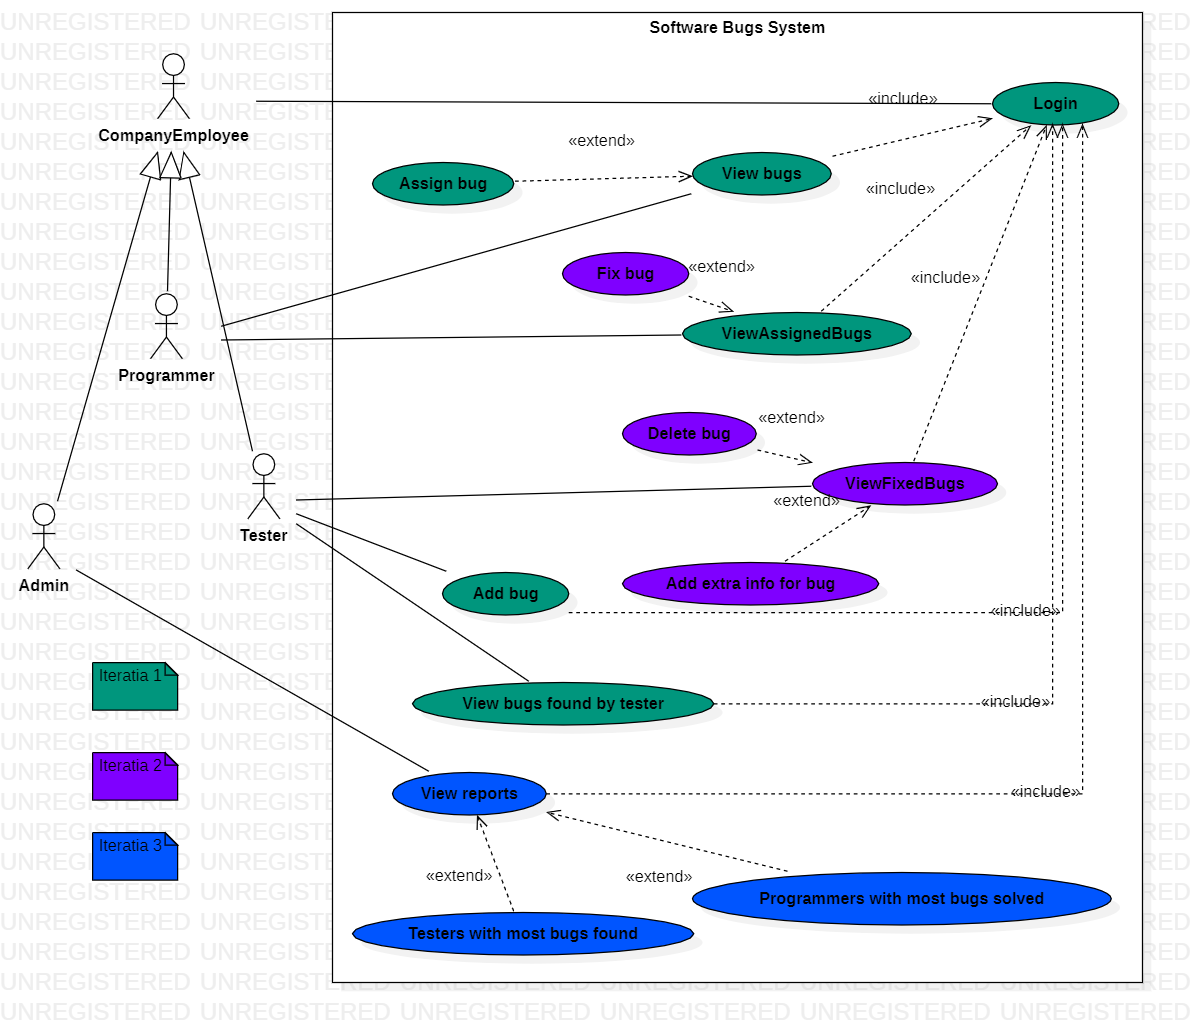 Software Bugs System
CompanyEmployee
Login
«include»
«extend»
Assign bug
View bugs
«include»
Fix bug
«extend»
«include»
ViewAssignedBugs
Programmer
Delete bug
«extend»
ViewFixedBugs
«extend»
Tester
Admin
Add bug
Add extra info for bug
«include»
Iteratia 1
View bugs found by tester
«include»
Iteratia 2
View reports
«include»
Iteratia 3
«extend»
«extend»
Programmers with most bugs solved
Testers with most bugs found
UNREGISTERED UNREGISTERED UNREGISTERED UNREGISTERED UNREGISTERED UNREGISTERED